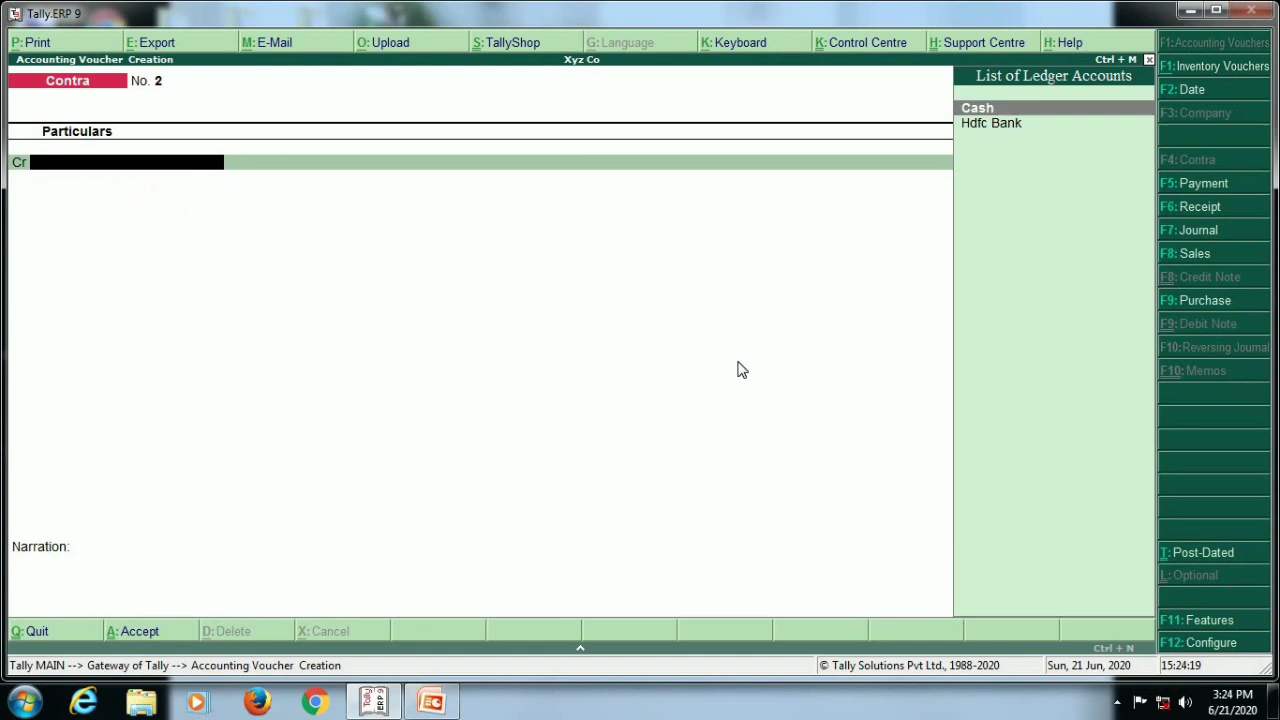 Tally.ERP 9
P: Print E: Export M: E-Mail O: Upload S: TallyShop G: Language K: Keyboard K: Control Centre H: Support Centre H: Help
Accounting Voucher Creation Xyz Co Ctrl + M
Contra No. 2
Particulars
Cr
List of Ledger Accounts
Cash
Hdfc Bank
F1: Accounting Vouchers
F1: Inventory Vouchers
F2: Date
F3: Company
F4: Contra
F5: Payment
F6: Receipt
F7: Journal
F8: Sales
F8: Credit Note
F9: Purchase
F9: Debit Note
F10: Reversing Journal
F10: Memos
T: Post-Dated
L: Optional
F11: Features
F12: Configure
Narration:
Q: Quit A: Accept D: Delete X: Cancel
Ctrl + N
Tally MAIN --> Gateway of Tally --> Accounting Voucher Creation © Tally Solutions Pvt Ltd., 1988-2020 Sun, 21 Jun, 2020 15:24:19
Tally ERP 9
3:24 PM
6/21/2020